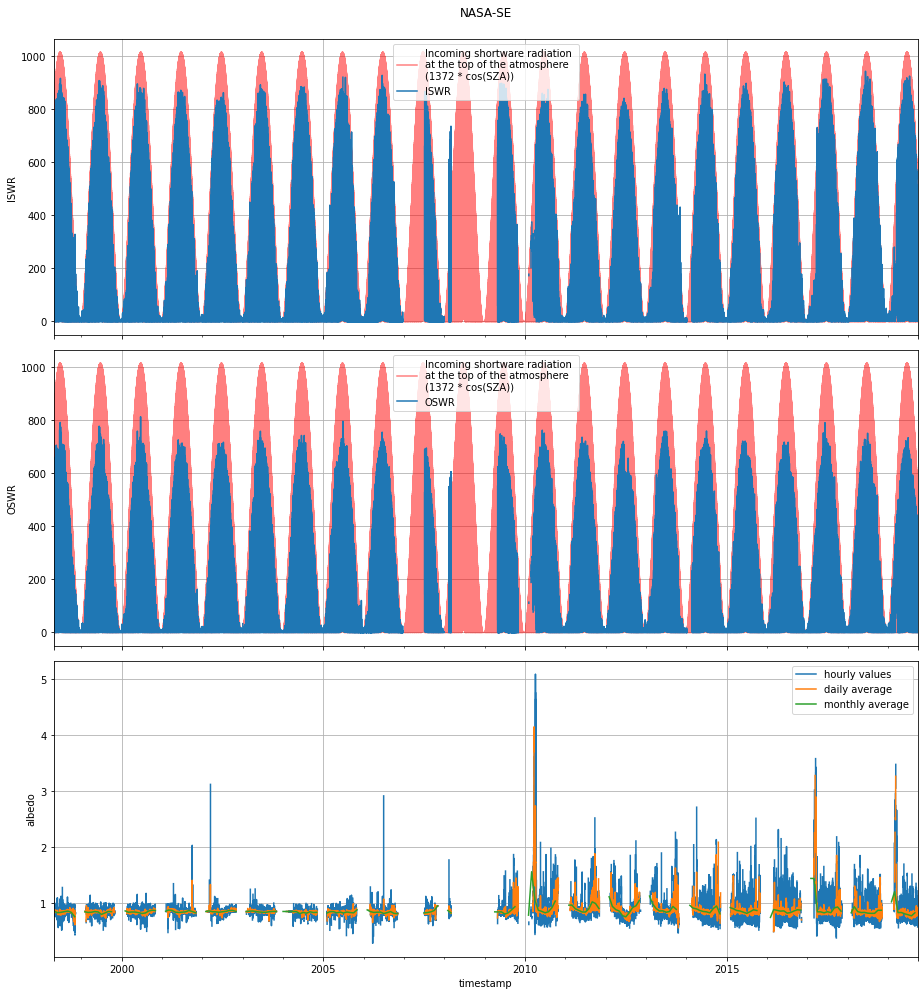 NASA-SE
1000
800
600
400
200
0
ISWR
Incoming shortware radiation
at the top of the atmosphere
(1372 * cos(SZA))
ISWR
1000
800
600
400
200
0
OSWR
Incoming shortware radiation
at the top of the atmosphere
(1372 * cos(SZA))
OSWR
5
4
3
2
1
albedo
hourly values
daily average
monthly average
2000
2005
2010
2015
timestamp